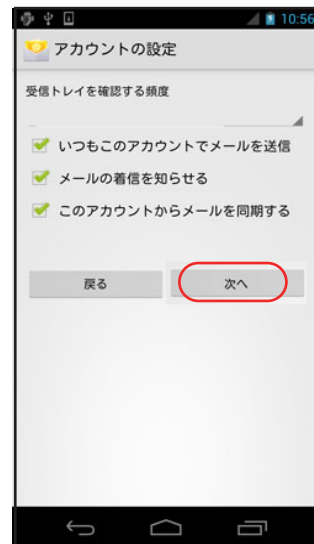 10:56
アカウントの設定
受信トレイを確認する頻度
いつもこのアカウントでメールを送信
メールの着信を知らせる
このアカウントからメールを同期する
戻る 次へ